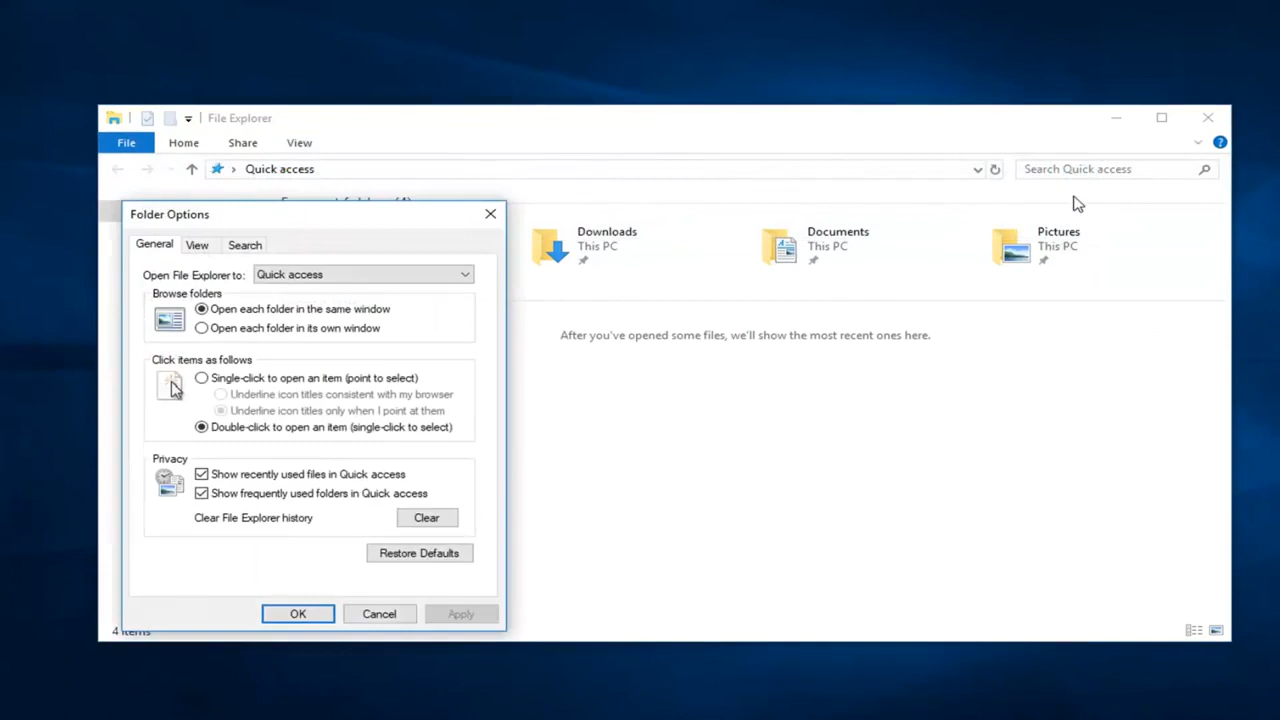 File Explorer
File Home Share View
Quick access
Search Quick access
Folder Options
General View Search
Open File Explorer to: Quick access
Browse folders
Open each folder in the same window
Open each folder in its own window
Click items as follows
Single-click to open an item (point to select)
Underline icon titles consistent with my browser
Underline icon titles only when I point at them
Double-click to open an item (single-click to select)
Privacy
Show recently used files in Quick access
Show frequently used folders in Quick access
Clear File Explorer history Clear
Restore Defaults
OK Cancel Apply
Downloads
This PC
Documents
This PC
Pictures
This PC
After you've opened some files, we'll show the most recent ones here.
4 items